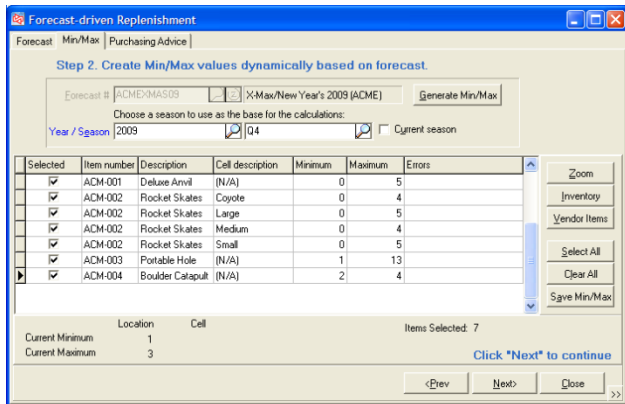 Forecast-driven Replenishment
Forecast Min/Max Purchasing Advice
Step 2. Create Min/Max values dynamically based on forecast.
Forecast # ACMEXMAS09 X-Max/New Year's 2009 (ACME) Generate Min/Max
Choose a season to use as the base for the calculations:
Year / Season 2009 Q4 Current season
Selected Item number Description Cell description Minimum Maximum Errors
ACM-001 Deluxe Anvil (N/A) 0 5
ACM-002 Rocket Skates Coyote 0 4
ACM-002 Rocket Skates Large 0 5
ACM-002 Rocket Skates Medium 0 4
ACM-002 Rocket Skates Small 0 5
ACM-003 Portable Hole (N/A) 1 13
ACM-004 Boulder Catapult (N/A) 2 4
Zoom
Inventory
Vendor Items
Select All
Clear All
Save Min/Max
Location Cell
Items Selected: 7
Current Minimum 1
Current Maximum 3
Click "Next" to continue
<Prev Next> Close >>